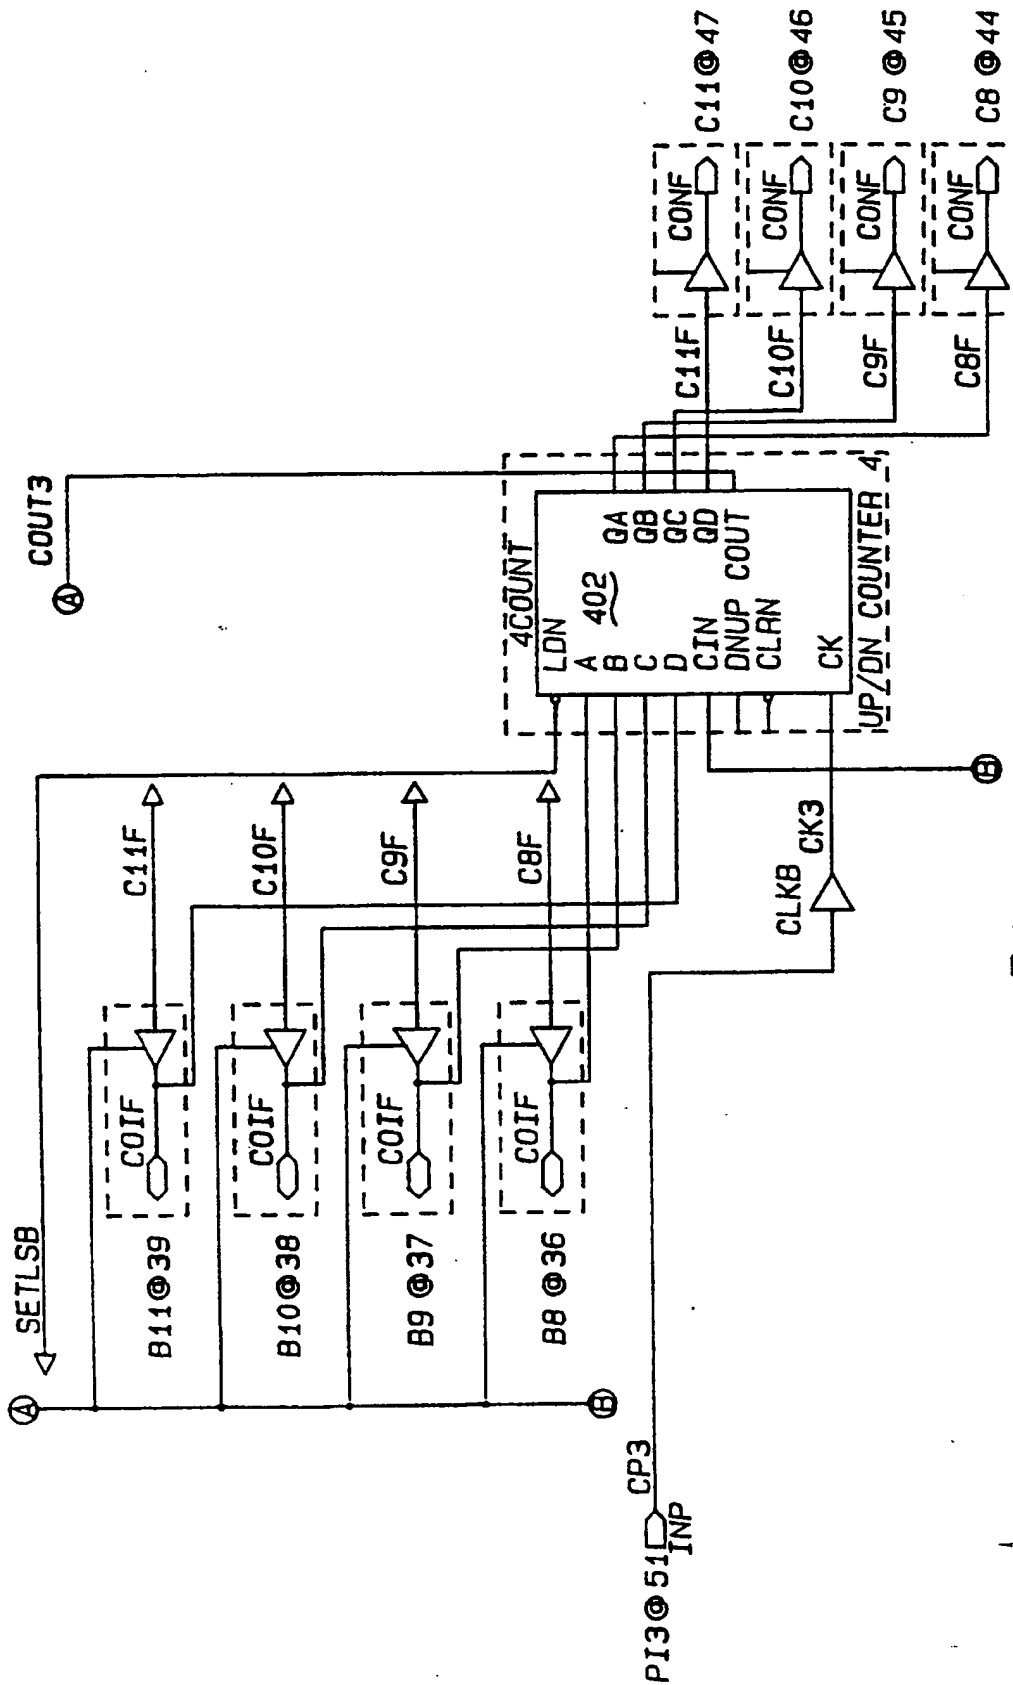 SETLSB
COUT3
A
A
B11@39
COIF
C11F
B10@38
COIF
C10F
B9@37
COIF
C9F
B8@36
COIF
C8F
B
4COUNT
LDN
A
B
C
D
CIN
DNUP
CLRN
CK
402
QA
QB
QC
QD
COUT
UP/DN COUNTER 4
B
C11F
CONF
C11@47
C10F
CONF
C10@46
C9F
CONF
C9@45
C8F
CONF
C8@44
PI3@51
INP
CP3
CLKB
CK3